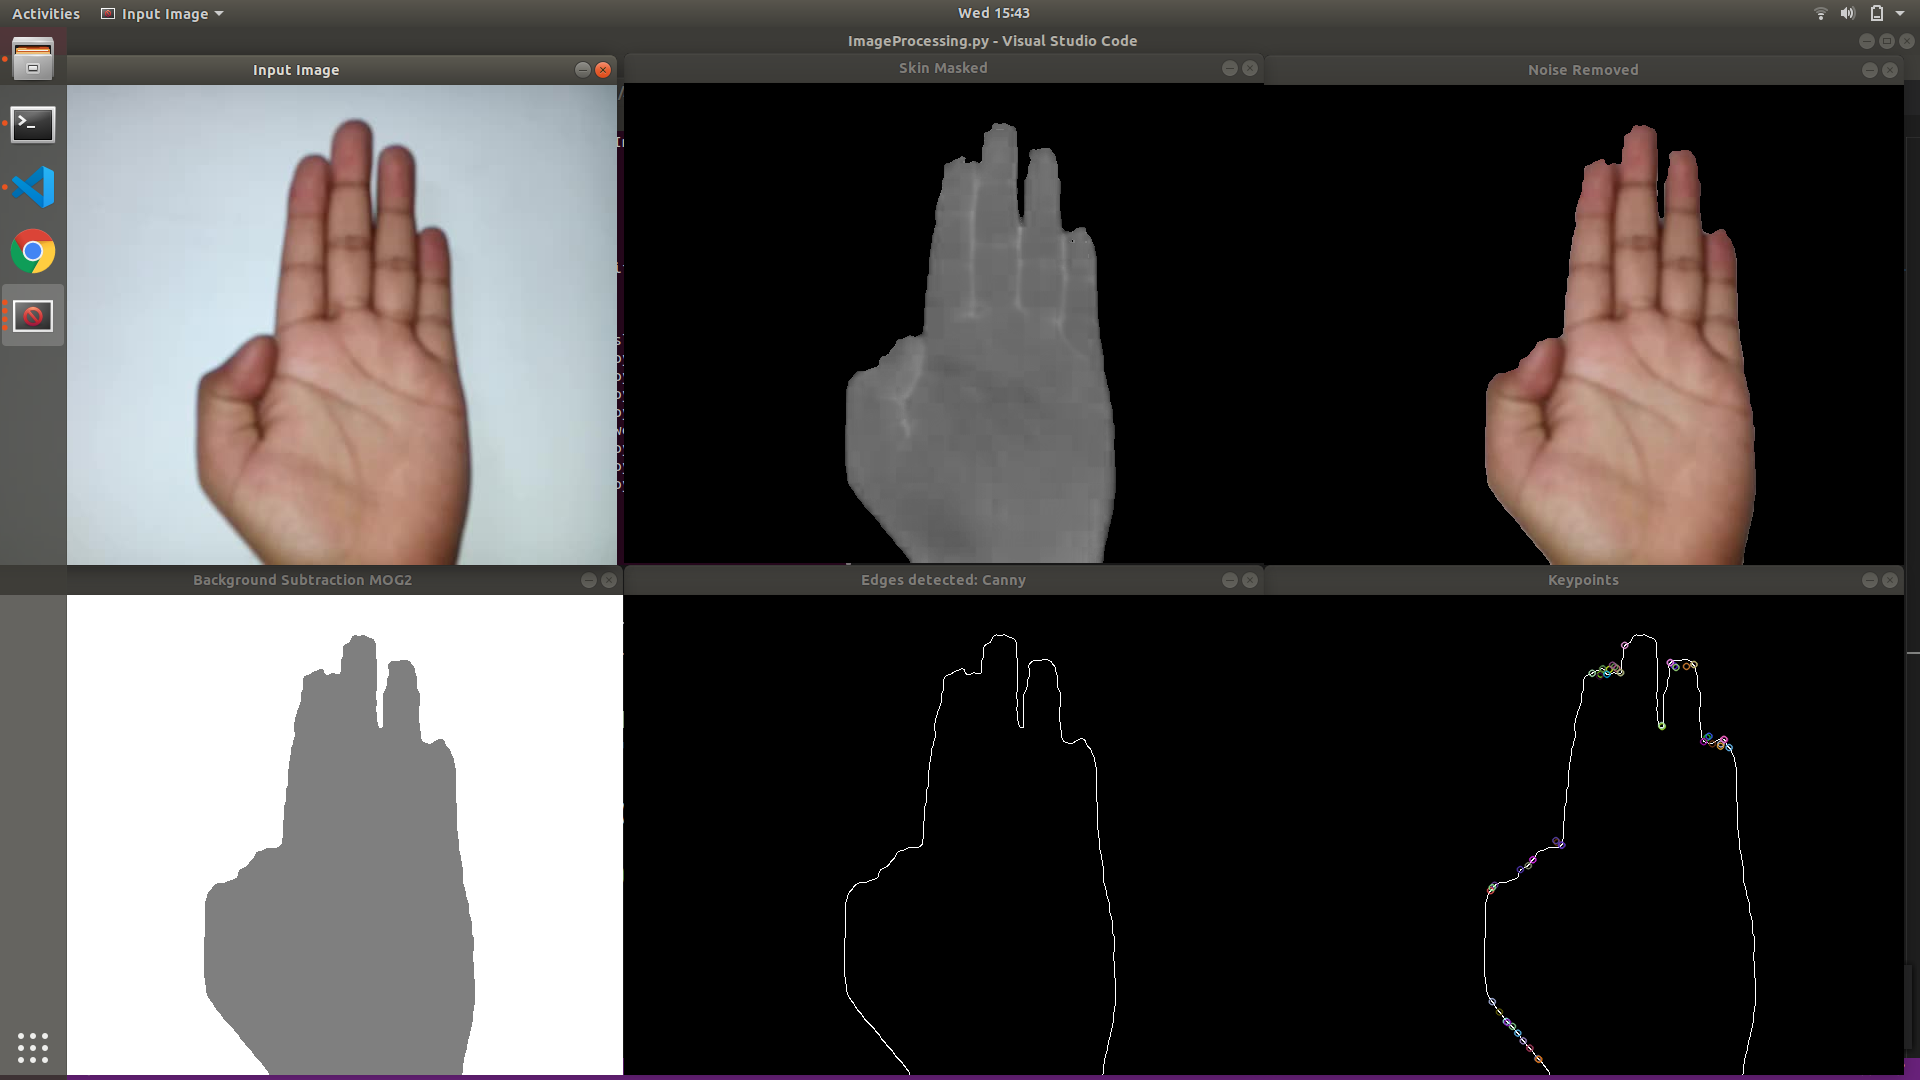 Activities
Input Image
Wed 15:43
ImageProcessing.py - Visual Studio Code
Input Image
Skin Masked
Noise Removed
Background Subtraction MOG2
Edges detected: Canny
Keypoints